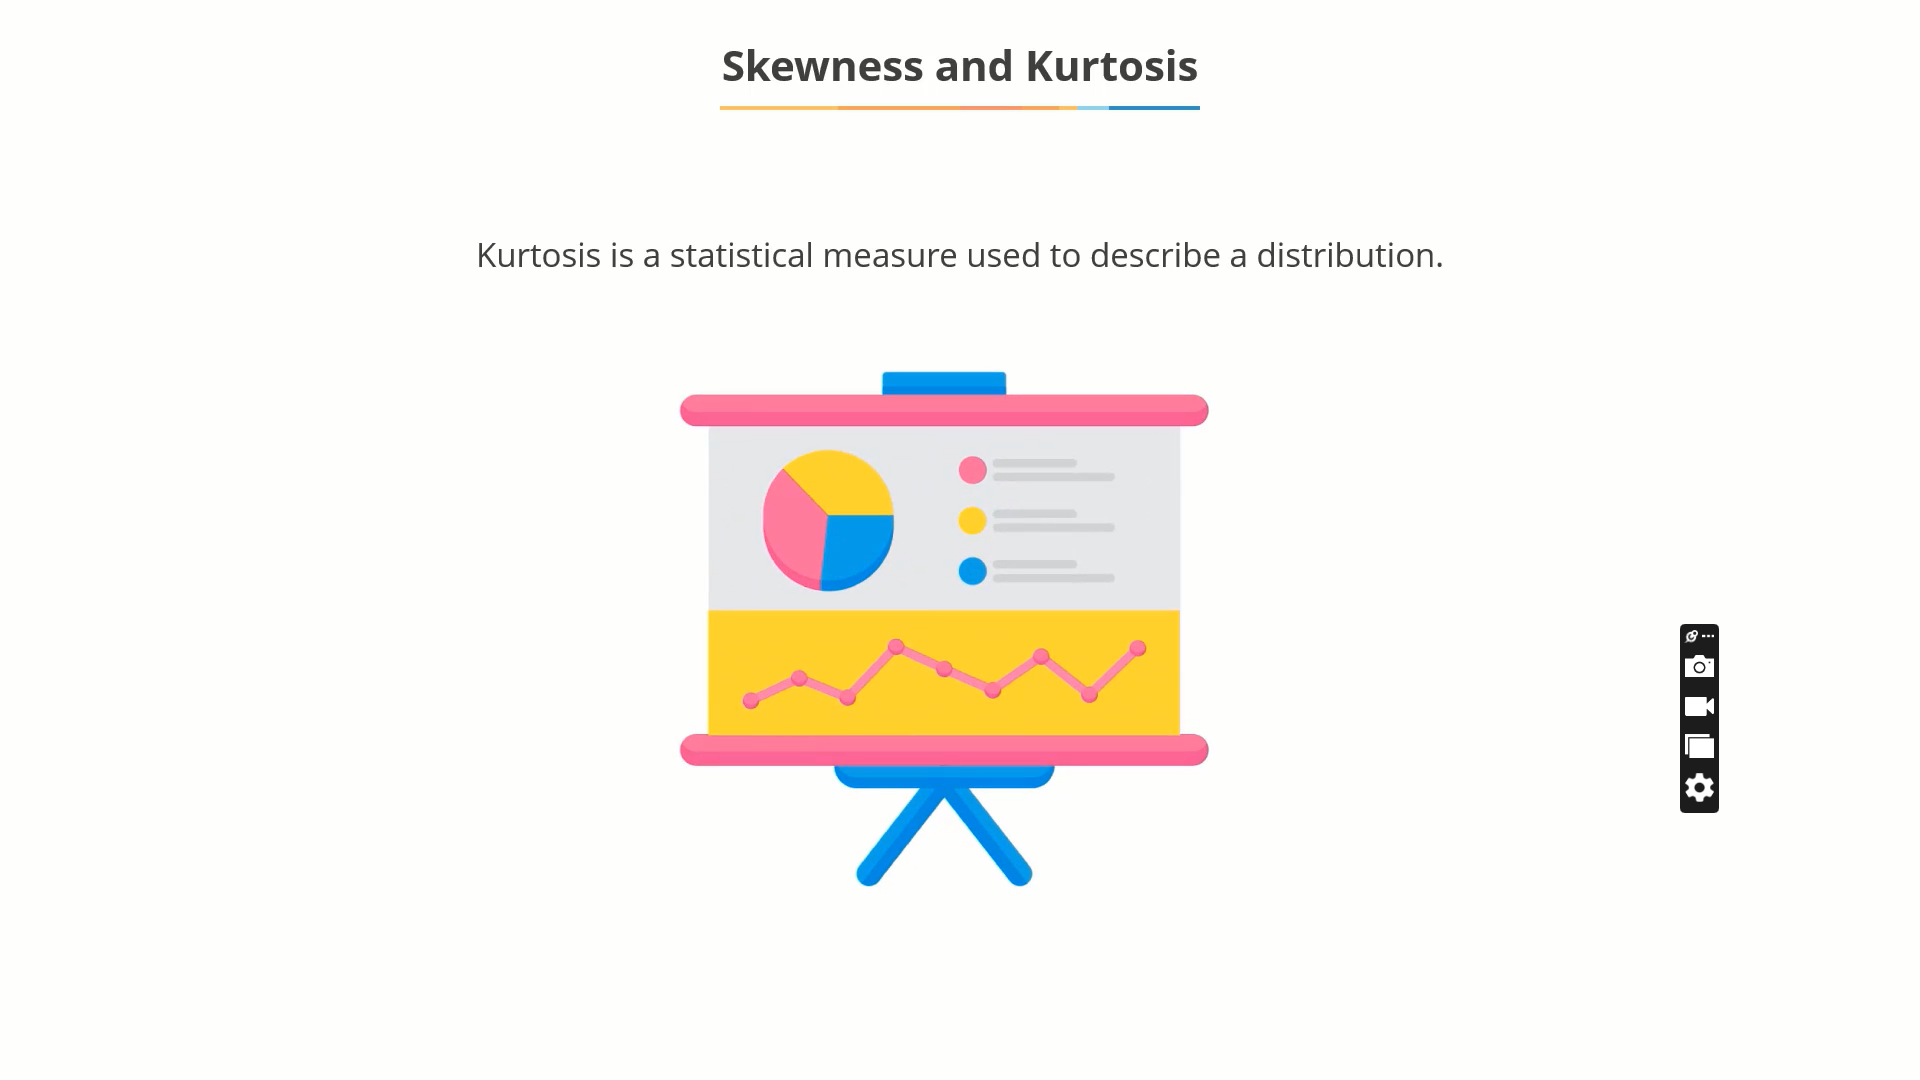 Skewness and Kurtosis
Kurtosis is a statistical measure used to describe a distribution.